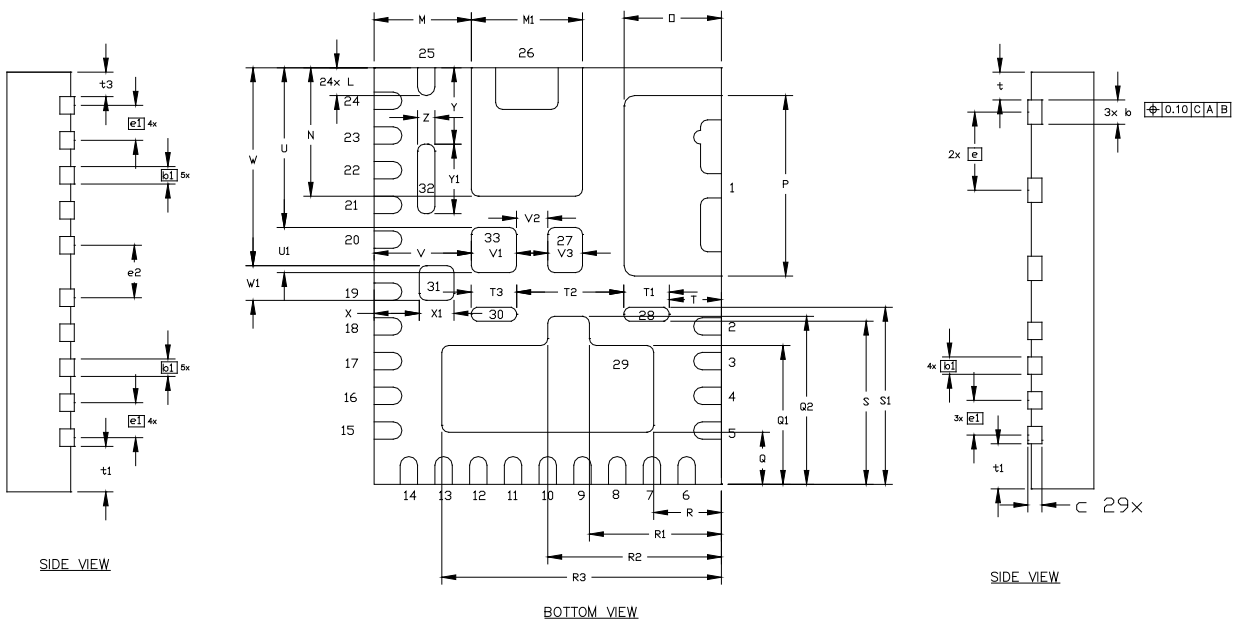 M
M1
O
25
26
24x L
t3
e1 4x
b1 5x
e2
b1 5x
e1 4x
t1
SIDE VIEW
W
U
N
Y
Z
Y1
24
23
22
21
20
19
18
17
16
15
32
V2
33
V1
27
V3
V
U1
W1
31
X
X1
T3
T2
T1
T
30
28
29
P
1
2
3
4
5
Q
Q1
Q2
S
S1
14
13
12
11
10
9
8
7
6
R
R1
R2
R3
BOTTOM VIEW
t
3x b
0.10 C A B
2x e
4x b1
3x e1
t1
c 29x
SIDE VIEW